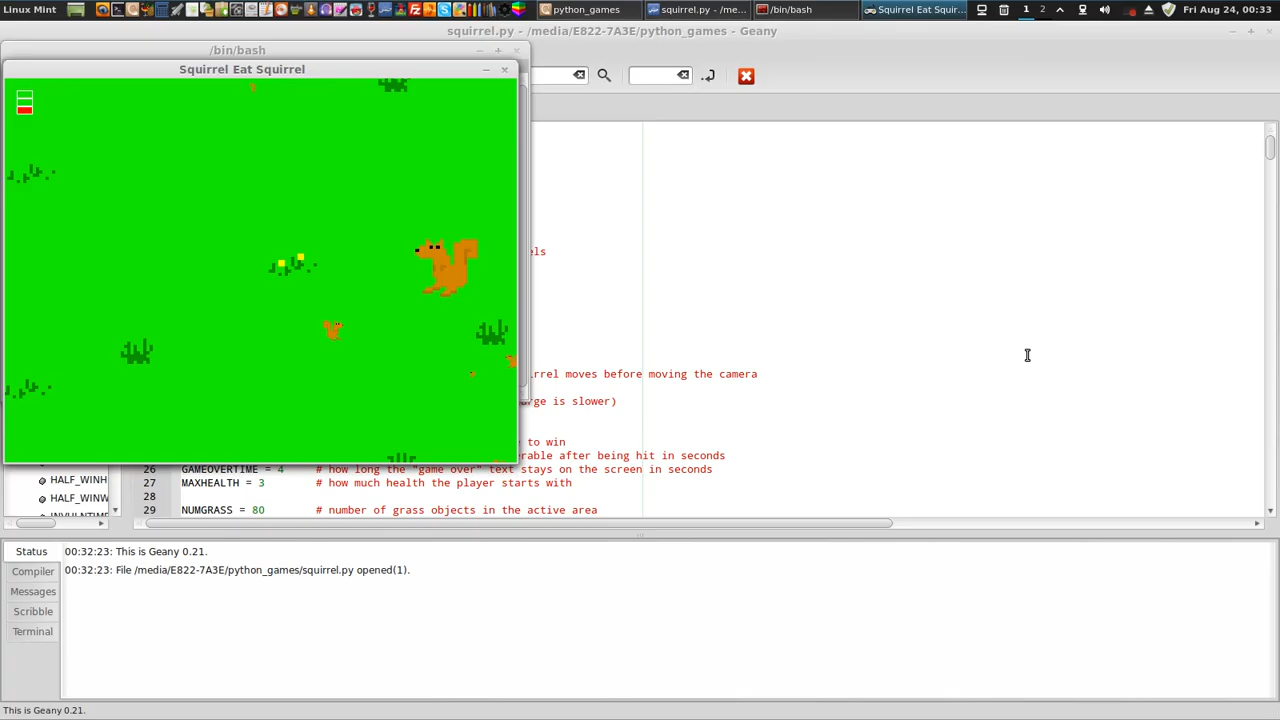 Linux Mint
python_games
squirrel.py - /me...
/bin/bash
Squirrel Eat Squir...
1 2
Fri Aug 24, 00:33
squirrel.py - /media/E822-7A3E/python_games - Geany
/bin/bash
Squirrel Eat Squirrel
els
rrel moves before moving the camera
rge is slower)
to win
erable after being hit in seconds
26 GAMEOVERTIME = 4 # how long the "game over" text stays on the screen in seconds
HALF_WINH
27 MAXHEALTH = 3 # how much health the player starts with
HALF_WINW
28
29 NUMGRASS = 80 # number of grass objects in the active area
Status
00:32:23: This is Geany 0.21.
Compiler
00:32:23: File /media/E822-7A3E/python_games/squirrel.py opened(1).
Messages
Scribble
Terminal
This is Geany 0.21.